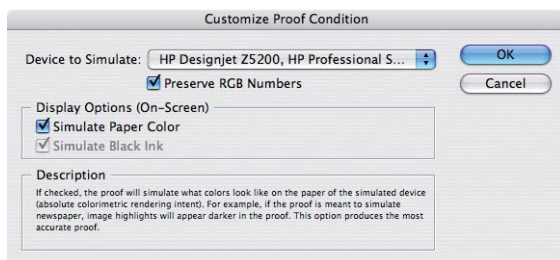 Customize Proof Condition
Device to Simulate: HP Designjet Z5200, HP Professional S... OK
Preserve RGB Numbers Cancel
Display Options (On-Screen)
Simulate Paper Color
Simulate Black Ink
Description
If checked, the proof will simulate what colors look like on the paper of the simulated device
(absolute colorimetric rendering intent). For example, if the proof is meant to simulate
newspaper, image highlights will appear darker in the proof. This option produces the most
accurate proof.